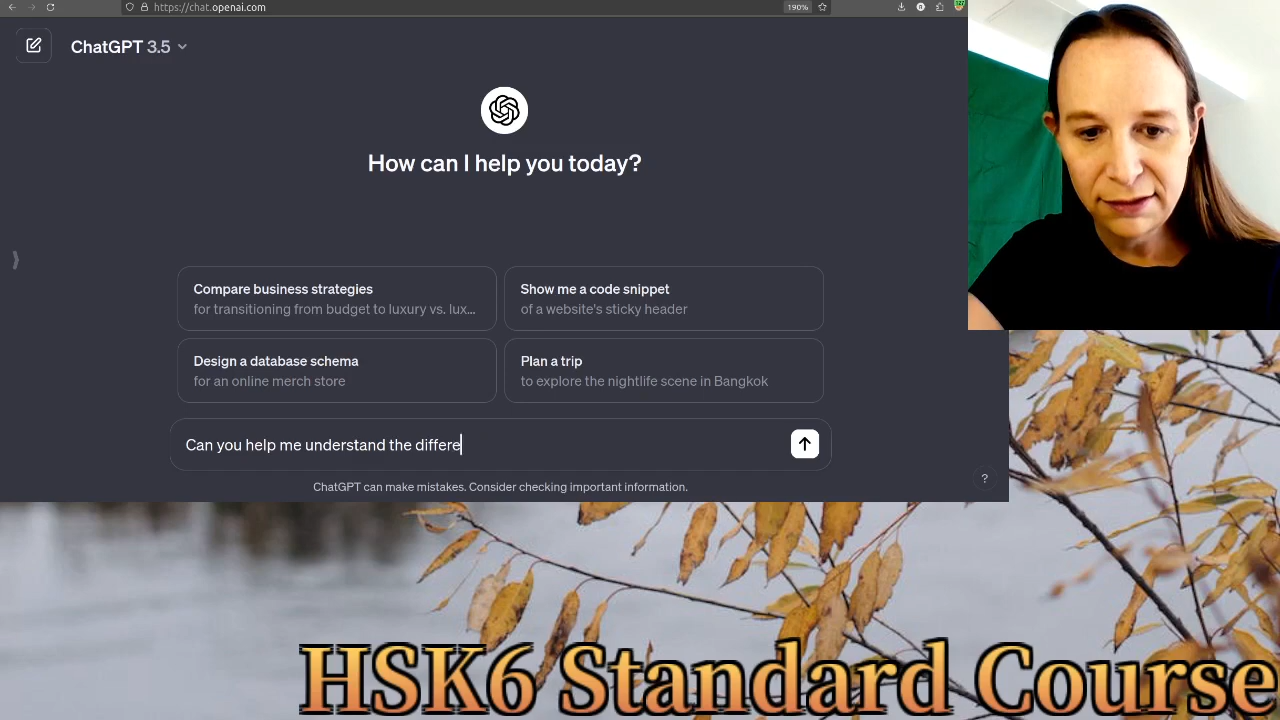 https://chat.openai.com
190%
ChatGPT 3.5
How can I help you today?
Compare business strategies
for transitioning from budget to luxury vs. lux...
Show me a code snippet
of a website's sticky header
Design a database schema
for an online merch store
Plan a trip
to explore the nightlife scene in Bangkok
Can you help me understand the differe
ChatGPT can make mistakes. Consider checking important information.
?
HSK6 Standard Course